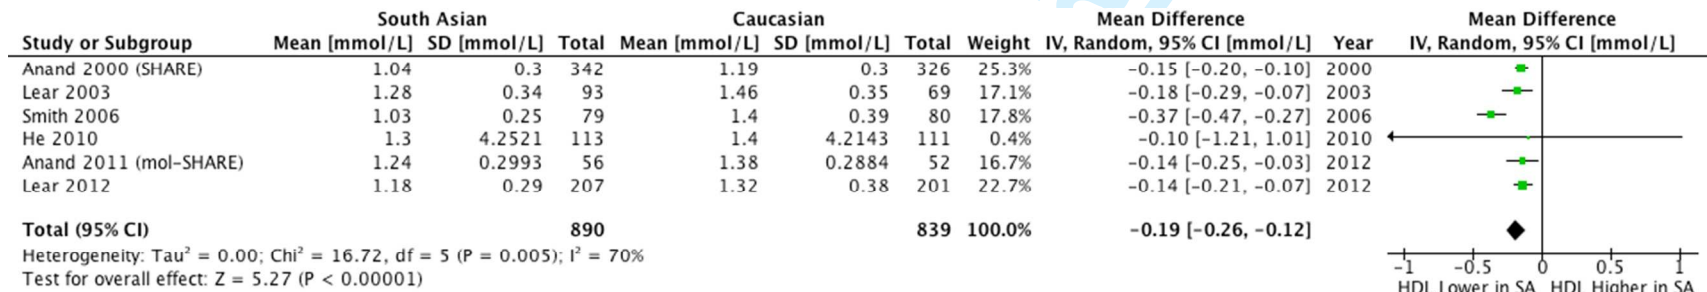 South Asian Caucasian Mean Difference Mean Difference
Study or Subgroup Mean [mmol/L] SD [mmol/L] Total Mean [mmol/L] SD [mmol/L] Total Weight IV, Random, 95% CI [mmol/L] Year IV, Random, 95% CI [mmol/L]
Anand 2000 (SHARE) 1.04 0.3 342 1.19 0.3 326 25.3% −0.15 [−0.20, −0.10] 2000
Lear 2003 1.28 0.34 93 1.46 0.35 69 17.1% −0.18 [−0.29, −0.07] 2003
Smith 2006 1.03 0.25 79 1.4 0.39 80 17.8% −0.37 [−0.47, −0.27] 2006
He 2010 1.3 4.2521 113 1.4 4.2143 111 0.4% −0.10 [−1.21, 1.01] 2010
Anand 2011 (mol-SHARE) 1.24 0.2993 56 1.38 0.2884 52 16.7% −0.14 [−0.25, −0.03] 2012
Lear 2012 1.18 0.29 207 1.32 0.38 201 22.7% −0.14 [−0.21, −0.07] 2012
Total (95% CI) 890 839 100.0% −0.19 [−0.26, −0.12]
Heterogeneity: Tau² = 0.00; Chi² = 16.72, df = 5 (P = 0.005); I² = 70%
Test for overall effect: Z = 5.27 (P < 0.00001)
−1 −0.5 0 0.5 1
HDL Lower in SA HDL Higher in SA